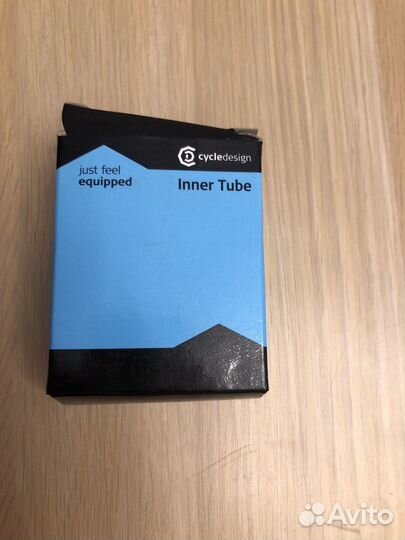 cycledesign
just feel
equipped
Inner Tube
Avito